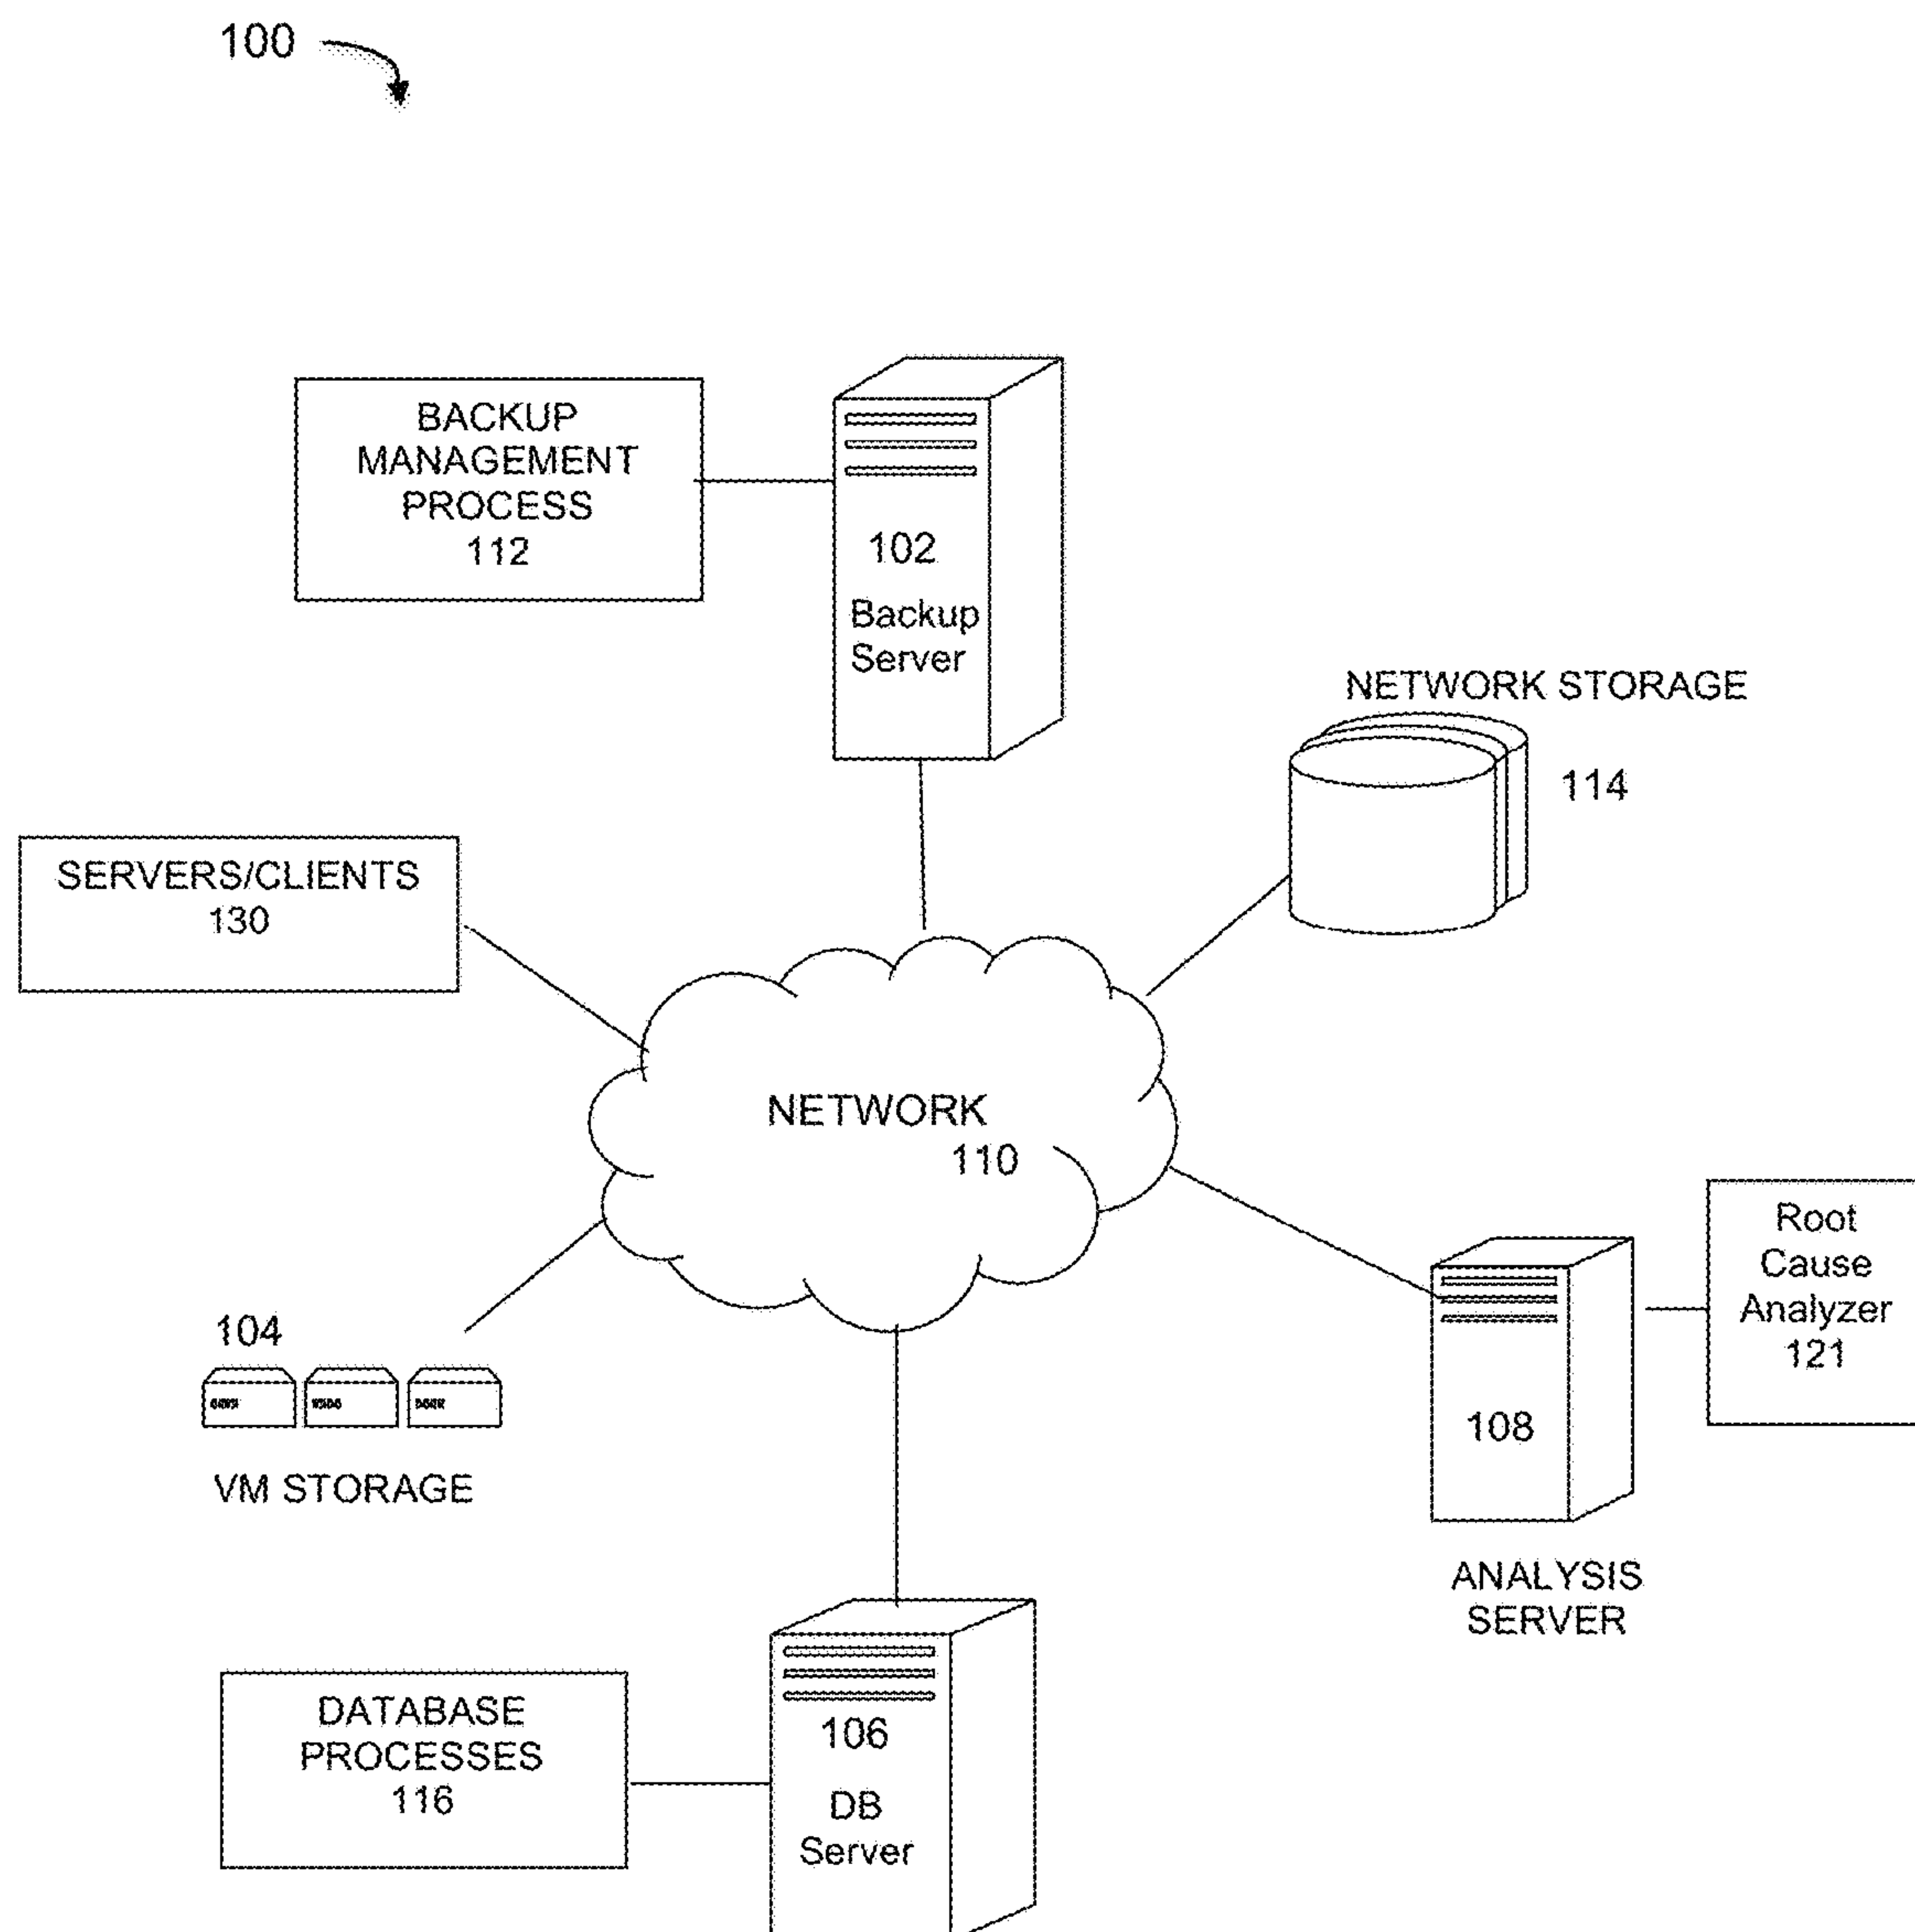 100
BACKUP
MANAGEMENT
PROCESS
112
102
Backup
Server
NETWORK STORAGE
114
SERVERS/CLIENTS
130
NETWORK
110
Root
Cause
Analyzer
121
104
VM STORAGE
108
ANALYSIS
SERVER
DATABASE
PROCESSES
116
106
DB
Server